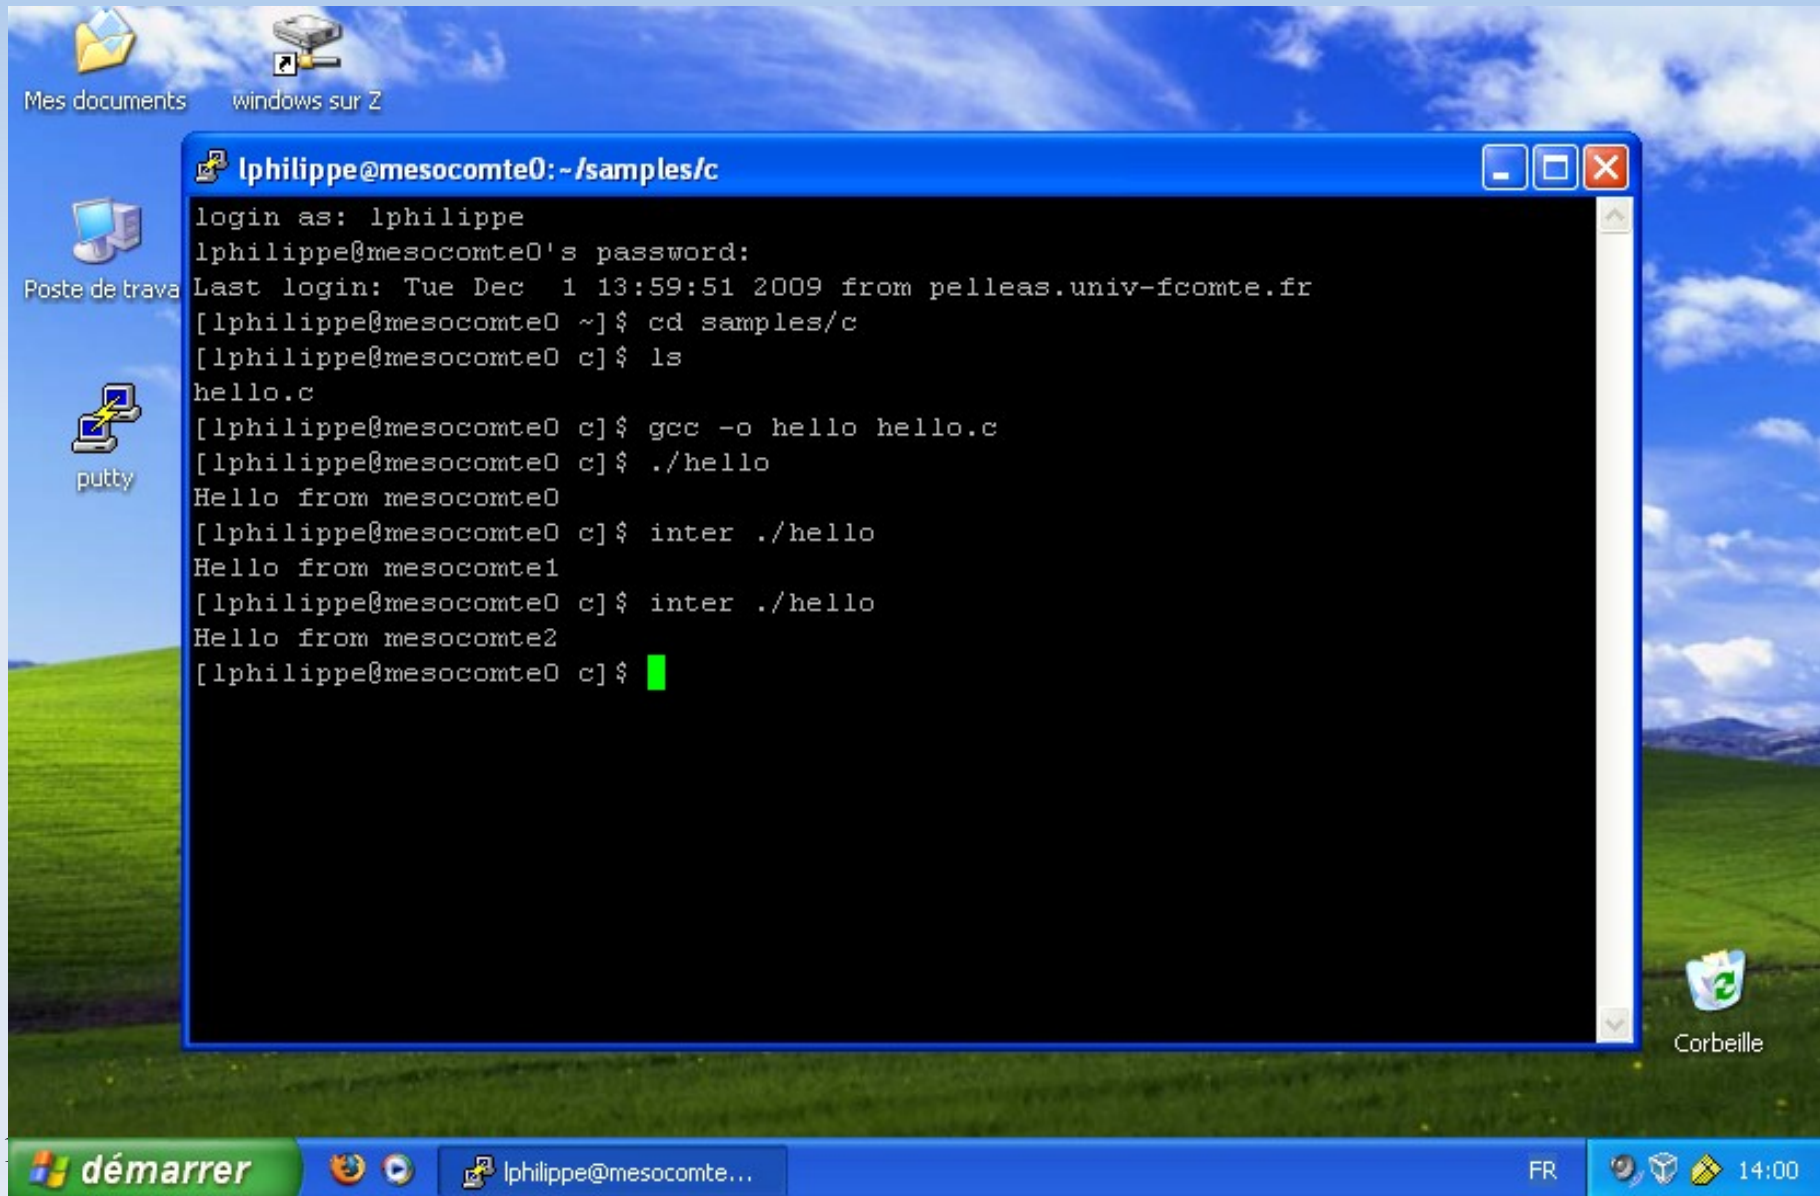 Mes documents
windows sur Z
lphilippe@mesocomte0:~/samples/c
login as: lphilippe
lphilippe@mesocomte0's password:
Last login: Tue Dec  1 13:59:51 2009 from pelleas.univ-fcomte.fr
[lphilippe@mesocomte0 ~]$ cd samples/c
[lphilippe@mesocomte0 c]$ ls
hello.c
[lphilippe@mesocomte0 c]$ gcc -o hello hello.c
[lphilippe@mesocomte0 c]$ ./hello
Hello from mesocomte0
[lphilippe@mesocomte0 c]$ inter ./hello
Hello from mesocomte1
[lphilippe@mesocomte0 c]$ inter ./hello
Hello from mesocomte2
[lphilippe@mesocomte0 c]$
Poste de trava
putty
Corbeille
démarrer
lphilippe@mesocomte...
FR
14:00